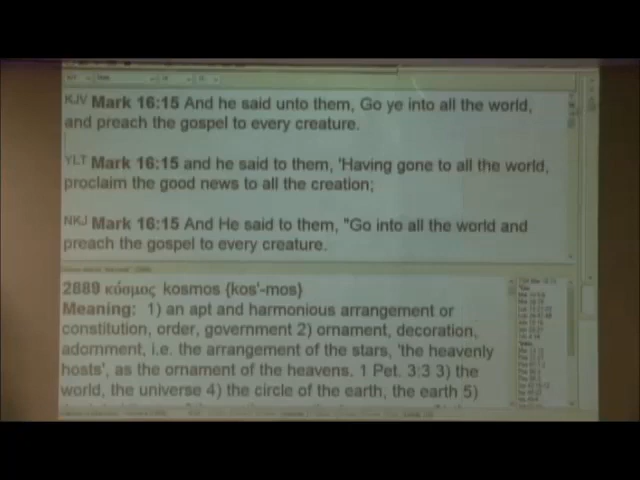 KJV Mark 16:15 And he said unto them, Go ye into all the world,
and preach the gospel to every creature.
YLT Mark 16:15 and he said to them, 'Having gone to all the world,
proclaim the good news to all the creation;
NKJ Mark 16:15 And He said to them, "Go into all the world and
preach the gospel to every creature.
2889 κόσμος kosmos {kos'-mos}
Meaning: 1) an apt and harmonious arrangement or
constitution, order, government 2) ornament, decoration,
adornment, i.e. the arrangement of the stars, 'the heavenly
hosts', as the ornament of the heavens. 1 Pet. 3:3 3) the
world, the universe 4) the circle of the earth, the earth 5)